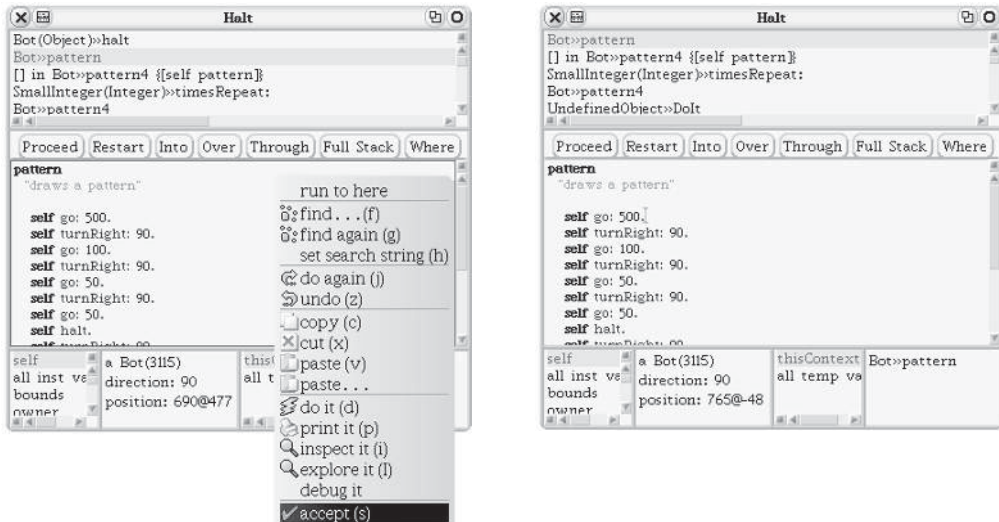 Halt
Bot(Object)»halt
Bot»pattern
[] in Bot»pattern4 {[self pattern]}
SmallInteger(Integer)»timesRepeat:
Bot»pattern4
Proceed Restart Into Over Through Full Stack Where
pattern
"draws a pattern"
self go: 500.
self turnRight: 90.
self go: 100.
self turnRight: 90.
self go: 50.
self turnRight: 90.
self go: 50.
self halt.
self turnRight: 90
self
all inst va
bounds
owner
a Bot(3115)
direction: 90
position: 690@477
thisC
all t
run to here
find...(f)
find again (g)
set search string (h)
do again (j)
undo (z)
copy (c)
cut (x)
paste (v)
paste...
do it (d)
print it (p)
inspect it (i)
explore it (I)
debug it
accept (s)
Halt
Bot»pattern
[] in Bot»pattern4 {[self pattern]}
SmallInteger(Integer)»timesRepeat:
Bot»pattern4
UndefinedObject»DoIt
Proceed Restart Into Over Through Full Stack Where
pattern
"draws a pattern"
self go: 500.
self turnRight: 90.
self go: 100.
self turnRight: 90.
self go: 50.
self turnRight: 90.
self go: 50.
self halt.
self turnRight: 90
self
all inst va
bounds
owner
a Bot(3115)
direction: 90
position: 765@-48
thisContext
all temp va
Bot»pattern